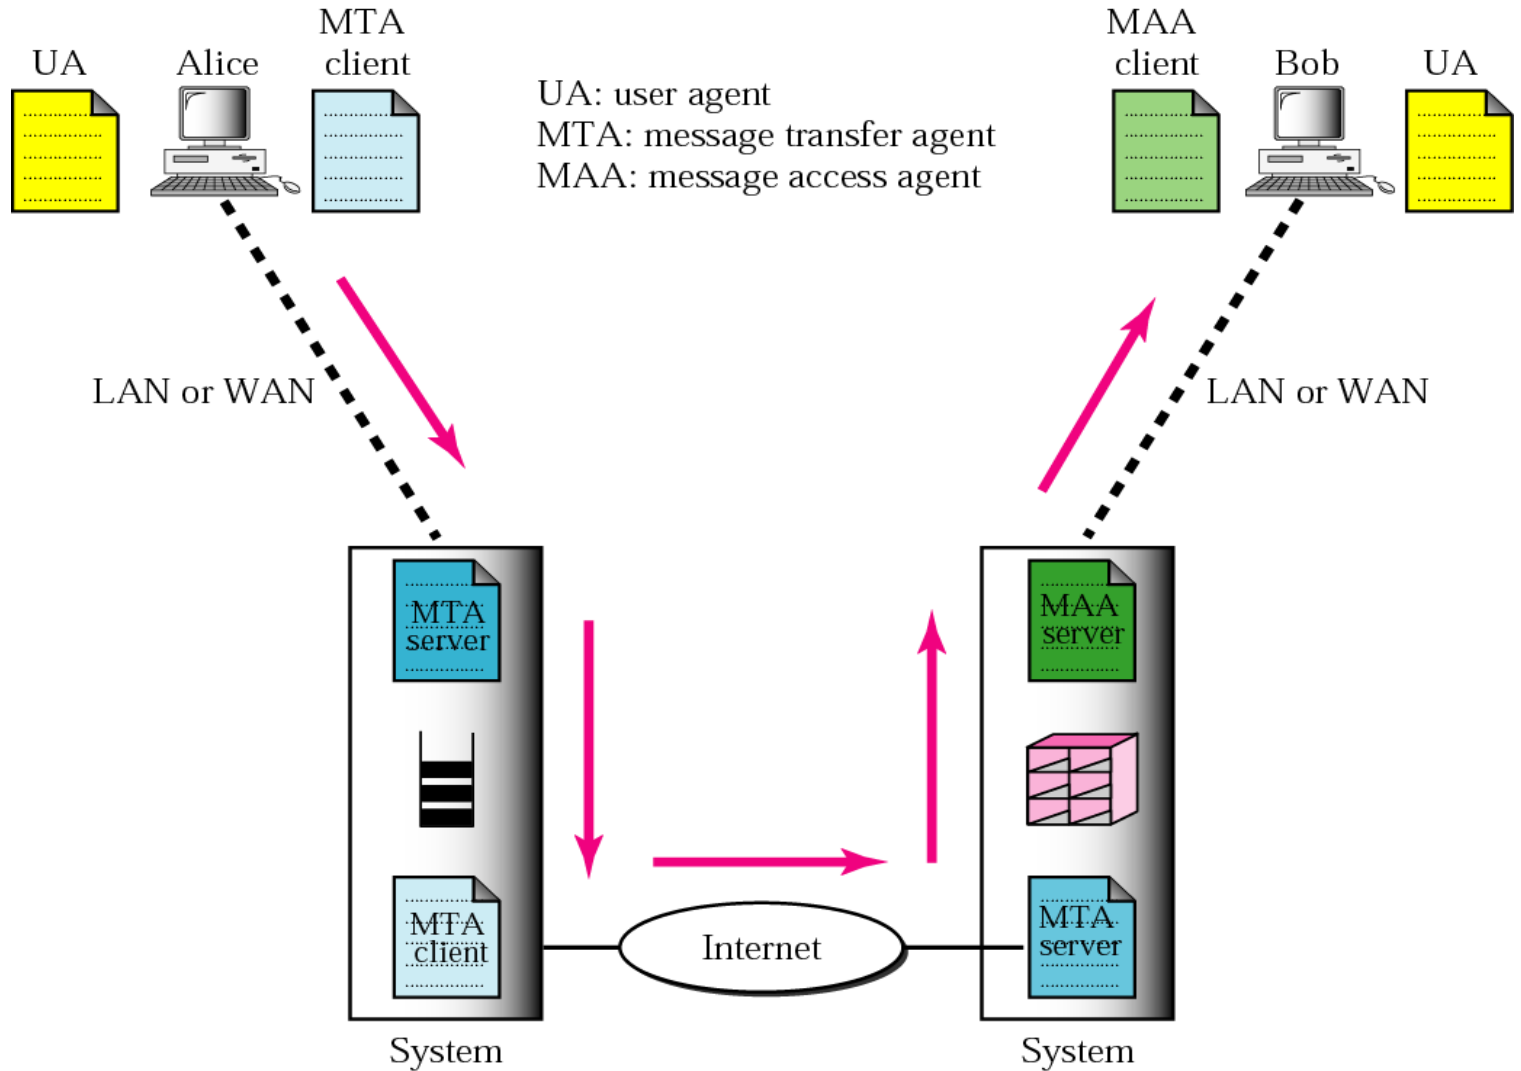 UA
Alice
MTA
client
UA: user agent
MTA: message transfer agent
MAA: message access agent
MAA
client
Bob
UA
LAN or WAN
LAN or WAN
MTA
server
MAA
server
MTA
client
Internet
MTA
server
System
System